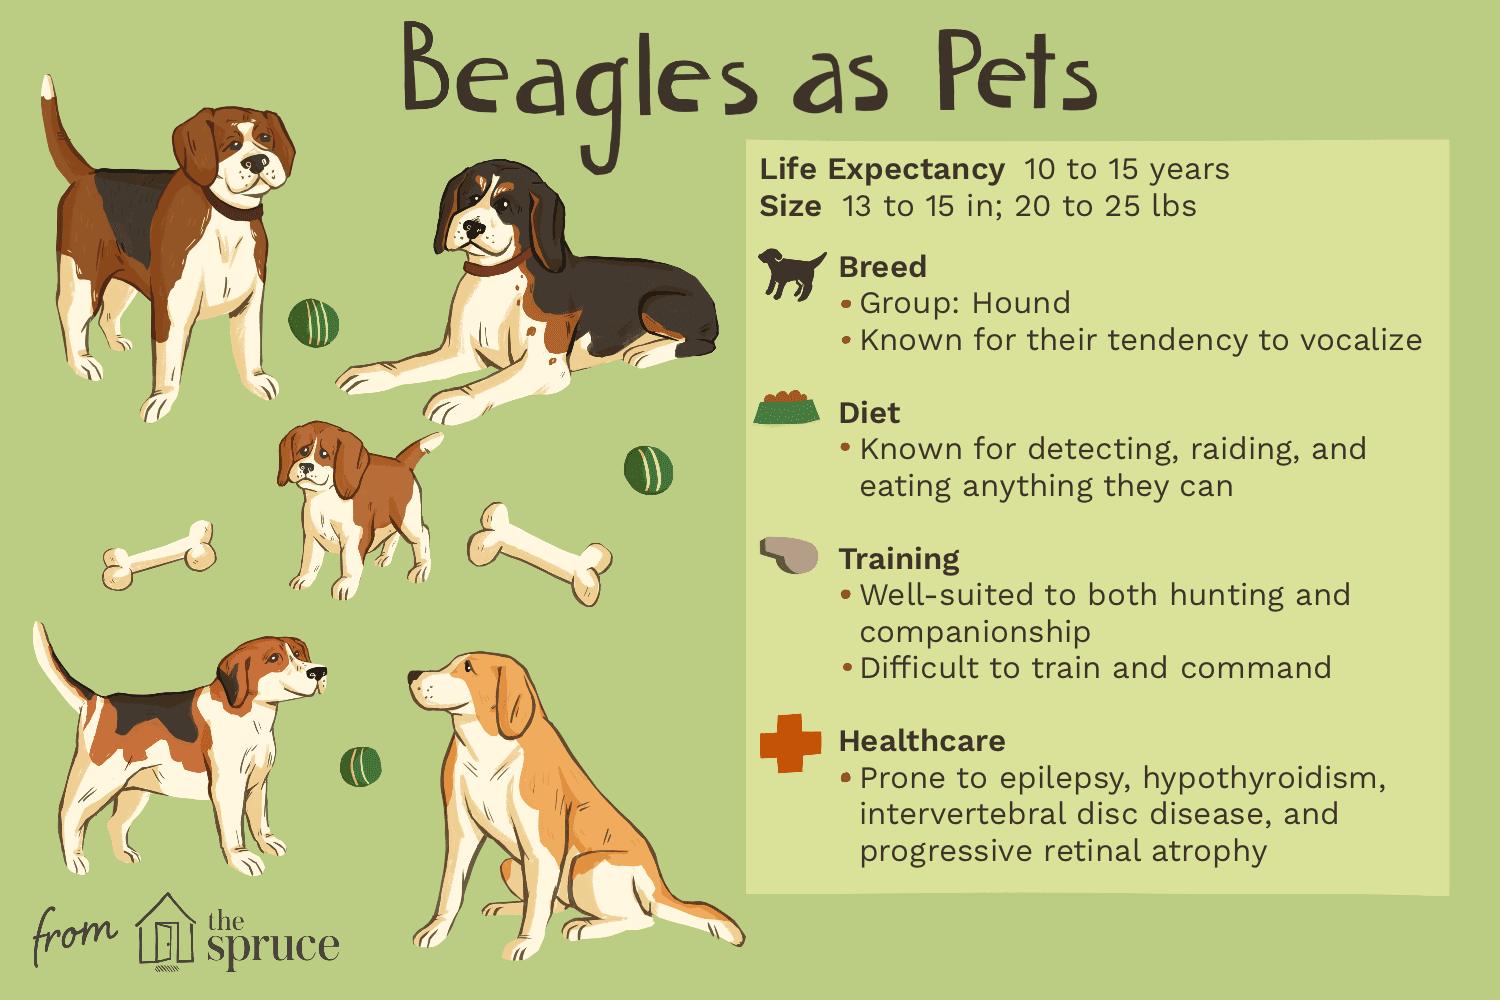 Beagles as Pets
Life Expectancy 10 to 15 years
Size 13 to 15 in; 20 to 25 lbs
Breed
• Group: Hound
• Known for their tendency to vocalize
Diet
• Known for detecting, raiding, and
eating anything they can
Training
• Well-suited to both hunting and
companionship
• Difficult to train and command
Healthcare
• Prone to epilepsy, hypothyroidism,
intervertebral disc disease, and
progressive retinal atrophy
from
the
spruce